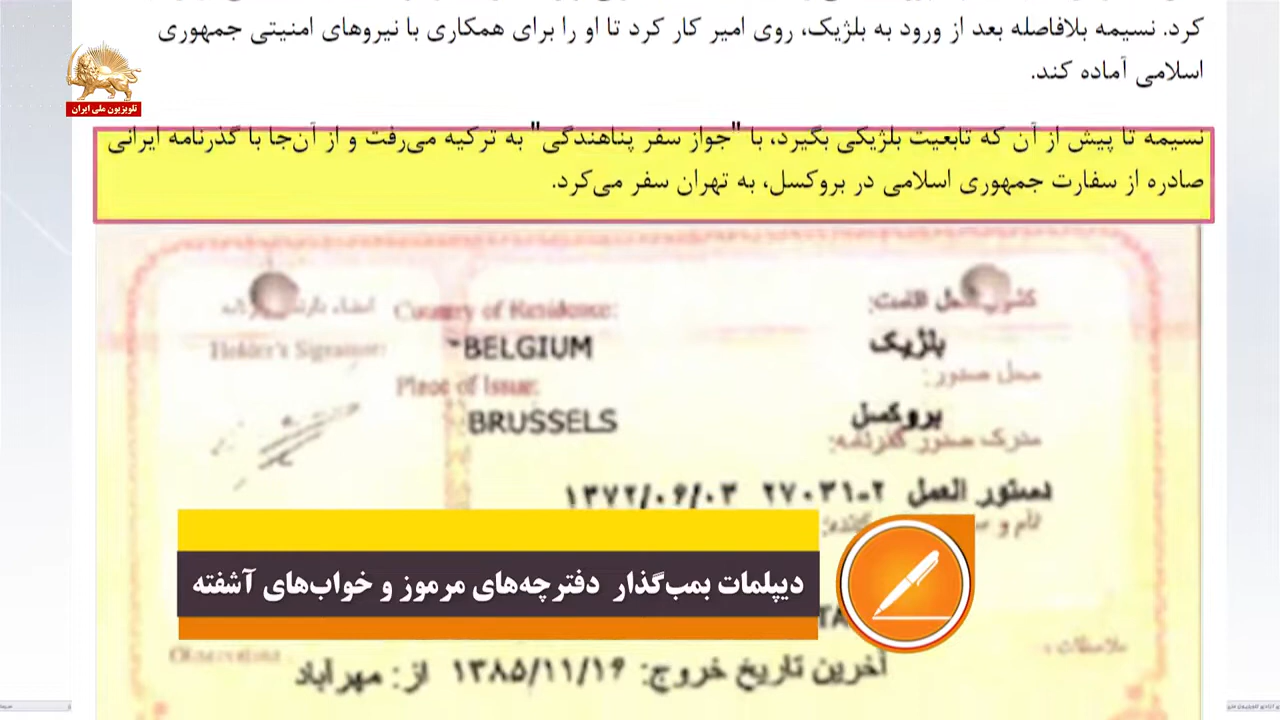 کرد. نسیمه بلافاصله بعد از ورود به بلژیک، روی امیر کار کرد تا او را برای همکاری با نیروهای امنیتی جمهوری
اسلامی آماده کند.
تلویزیون ملی ایران
نسیمه تا پیش از آن که تابعیت بلژیکی بگیرد، با "جواز سفر پناهندگی" به ترکیه می‌رفت و از آن‌جا با گذرنامه ایرانی
صادره از سفارت جمهوری اسلامی در بروکسل، به تهران سفر می‌کرد.
Country of Residence:
Holder's Signature:
BELGIUM
بلژیک
Place of Issue:
محل صدور:
BRUSSELS
بروکسل
مدرک صدور گذرنامه:
دستور العمل ۲-۲۷۰۳۱ ۱۳۷۲/۰۶/۰۳
نام و
دیپلمات بمب‌گذار دفترچه‌های مرموز و خواب‌های آشفته
ملاحظات:
آخرین تاریخ خروج: ۱۳۸۵/۱۱/۱۶ از: مهرآباد